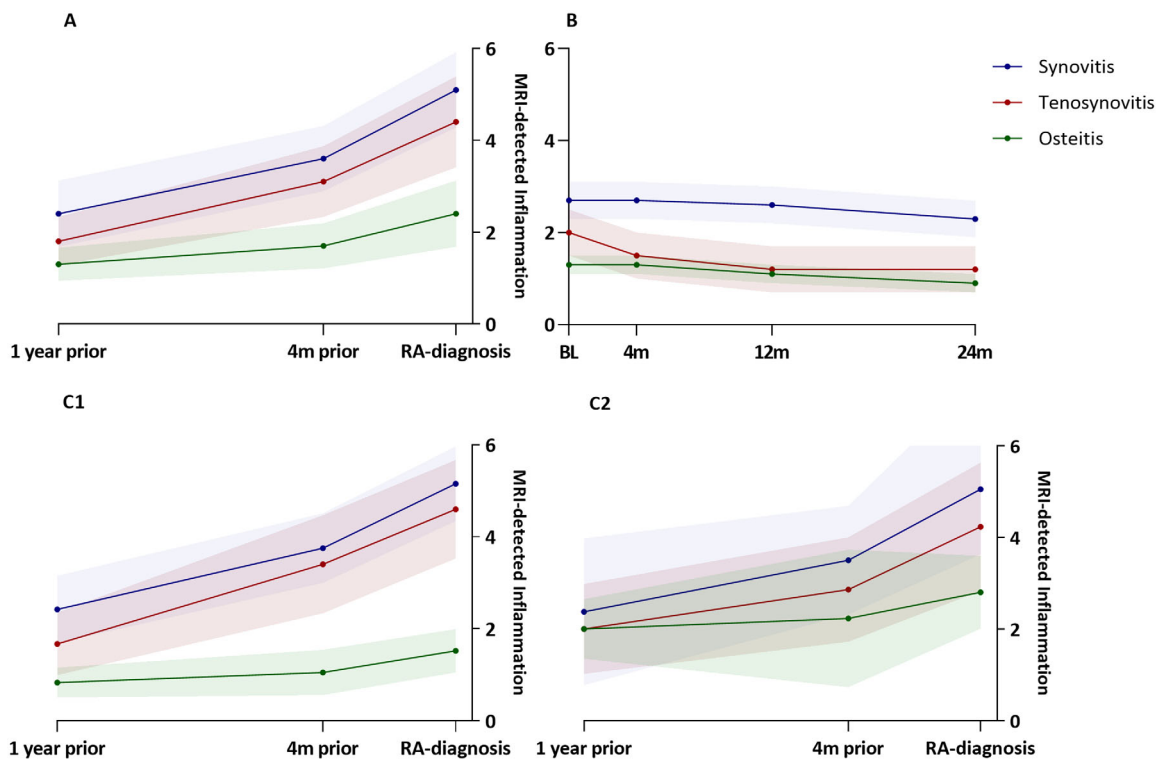 A
B
6
4
2
0
MRI-detected Inflammation
1 year prior
4m prior
RA-diagnosis
6
4
2
0
BL
4m
12m
24m
Synovitis
Tenosynovitis
Osteitis
C1
C2
6
4
2
0
MRI-detected Inflammation
1 year prior
4m prior
RA-diagnosis
6
4
2
0
MRI-detected Inflammation
1 year prior
4m prior
RA-diagnosis